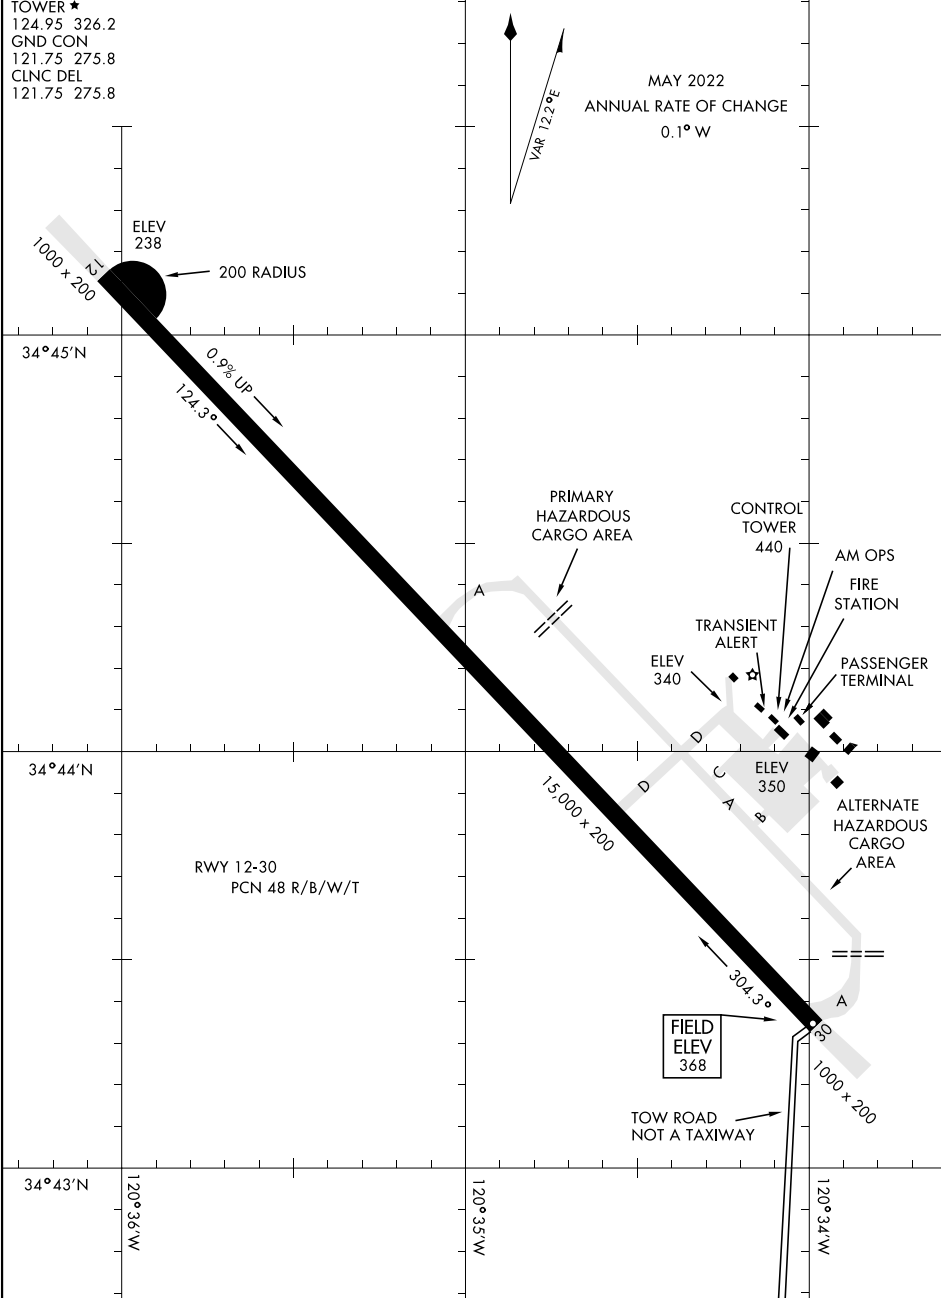 TOWER ★
124.95 326.2
GND CON
121.75 275.8
CLNC DEL
121.75 275.8
VAR 12.2°E
MAY 2022
ANNUAL RATE OF CHANGE
0.1° W
ELEV
238
12
1000 x 200
200 RADIUS
34°45'N
0.9% UP
124.3°
PRIMARY
HAZARDOUS
CARGO AREA
CONTROL
TOWER
440
AM OPS
FIRE
STATION
A
TRANSIENT
ALERT
ELEV
340
PASSENGER
TERMINAL
D
34°44'N
C
ELEV
350
D
A
B
15,000 x 200
ALTERNATE
HAZARDOUS
CARGO
AREA
RWY 12-30
PCN 48 R/B/W/T
304.3°
A
FIELD
ELEV
368
30
1000 x 200
TOW ROAD
NOT A TAXIWAY
34°43'N
120°36'W
120°35'W
120°34'W